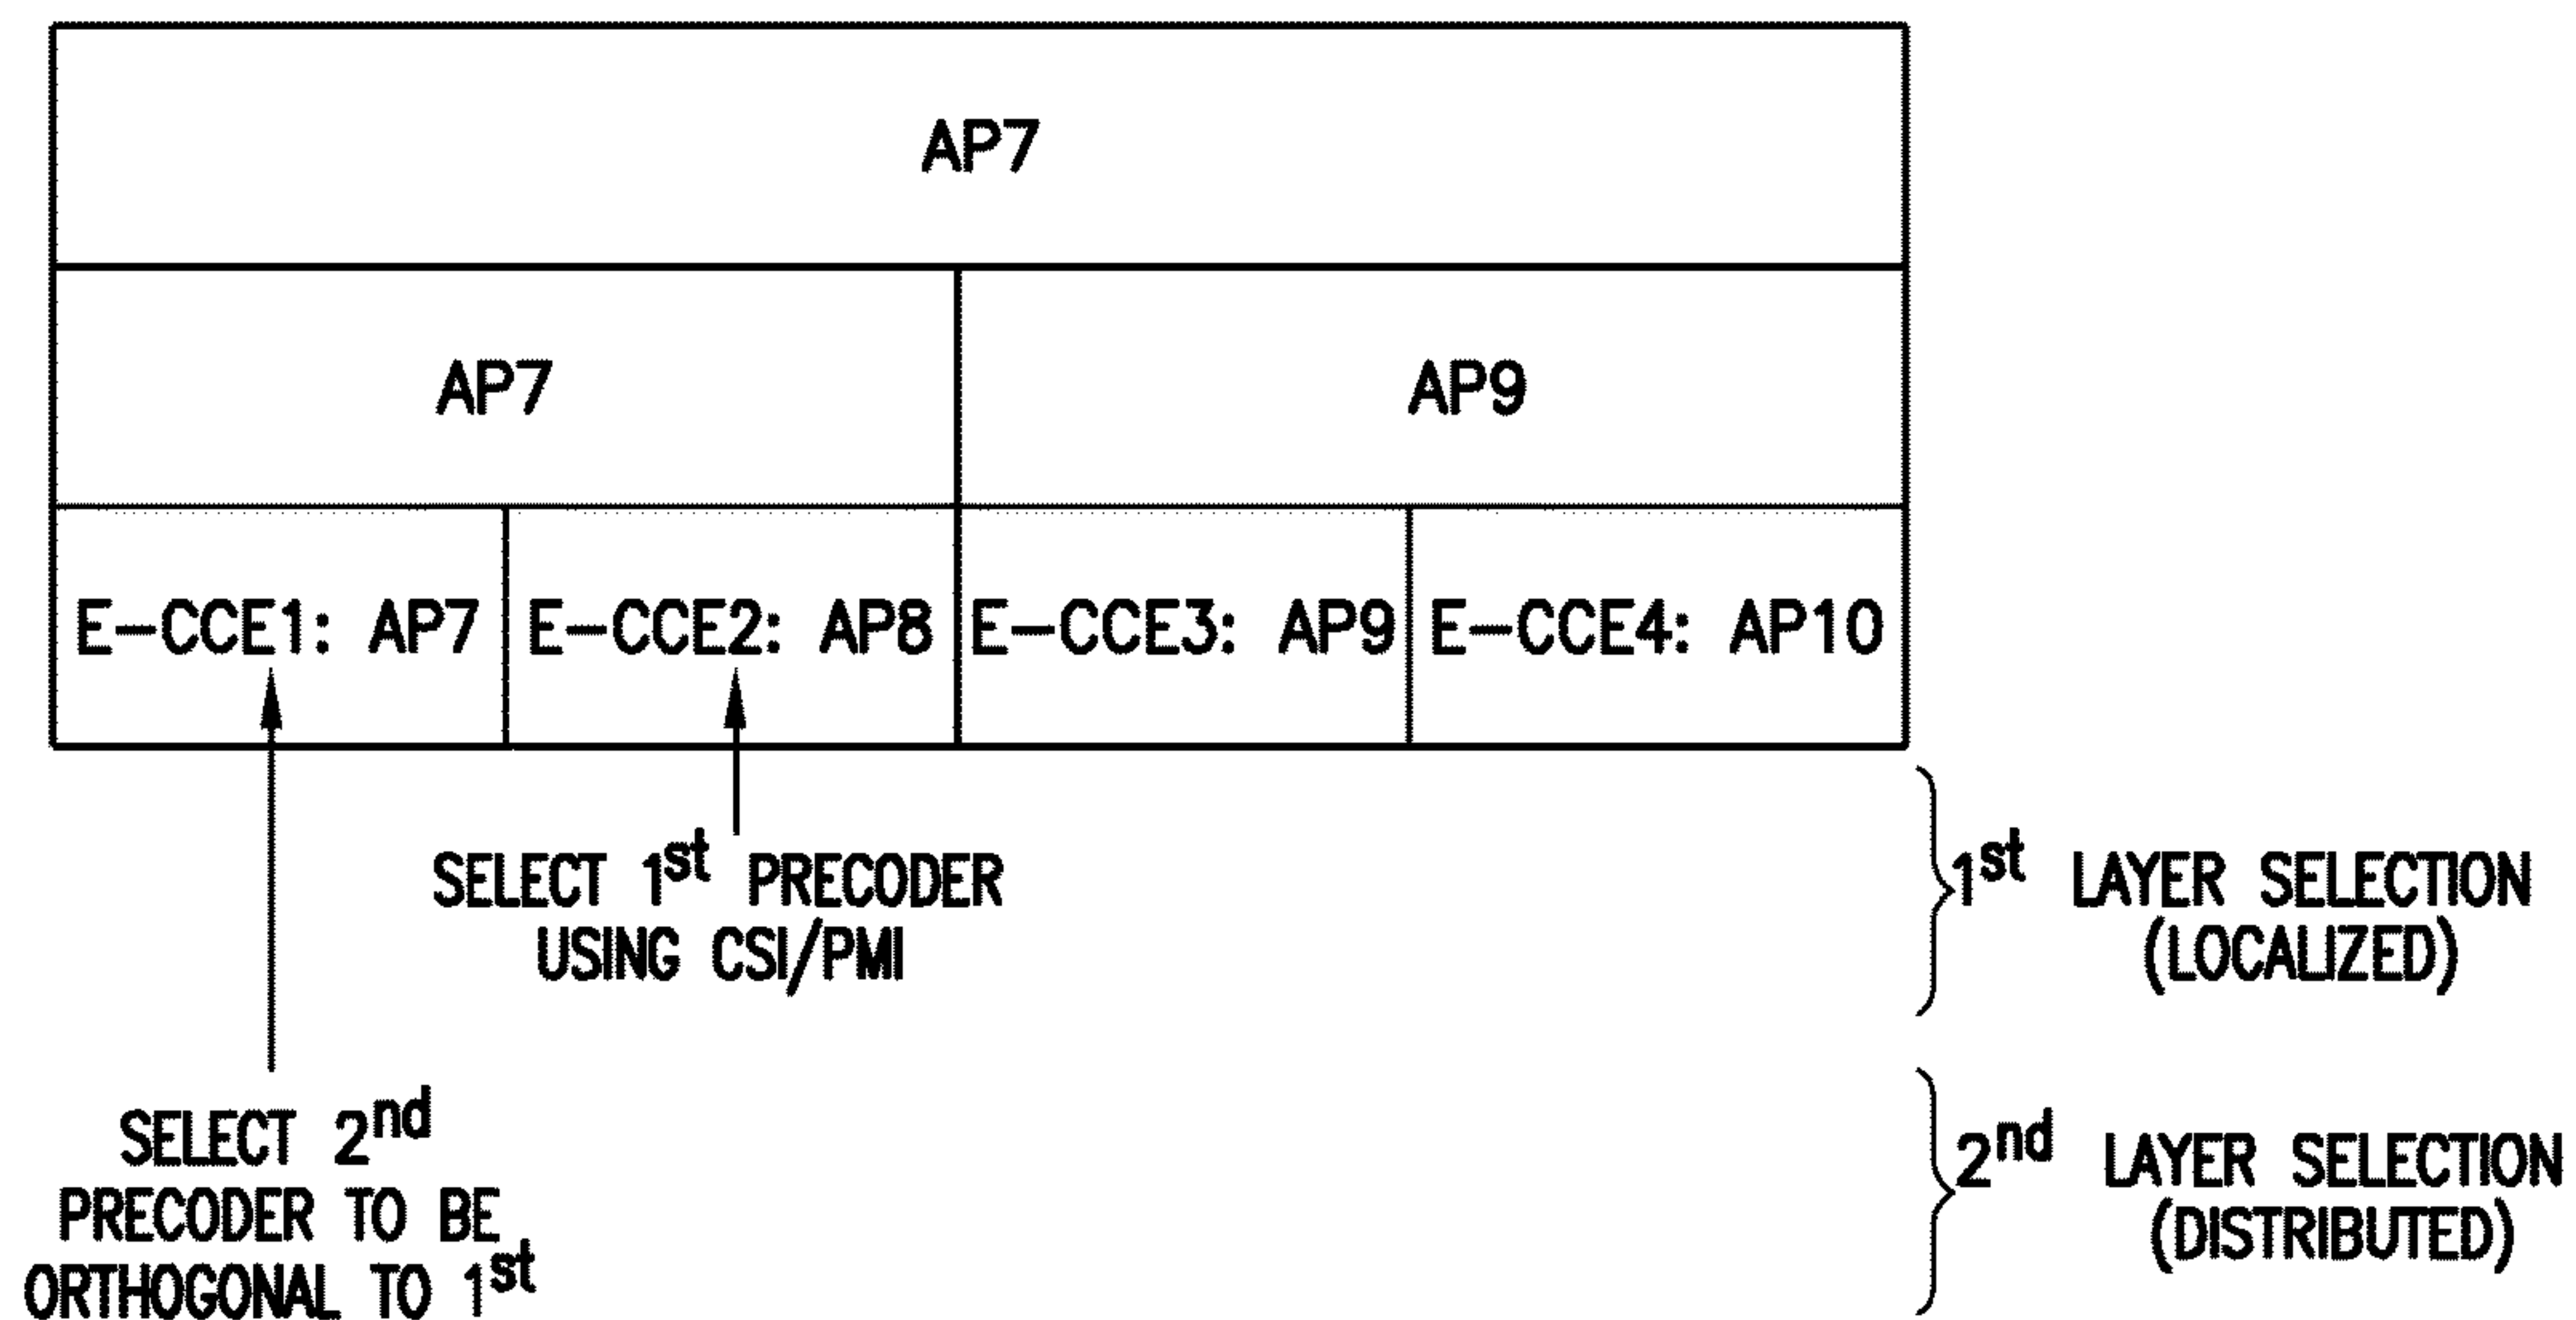 AP7
AP7
AP9
E-CCE1: AP7
E-CCE2: AP8
E-CCE3: AP9
E-CCE4: AP10
SELECT 1st PRECODER
USING CSI/PMI
1st LAYER SELECTION
(LOCALIZED)
SELECT 2nd
PRECODER TO BE
ORTHOGONAL TO 1st
2nd LAYER SELECTION
(DISTRIBUTED)